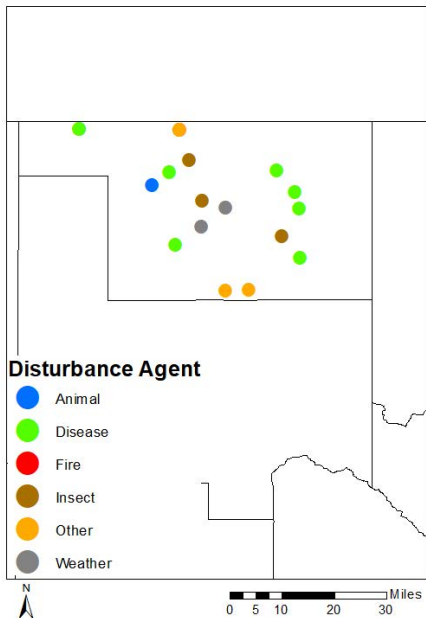 Disturbance Agent
Animal
Disease
Fire
Insect
Other
Weather
N
Miles
0 5 10 20 30